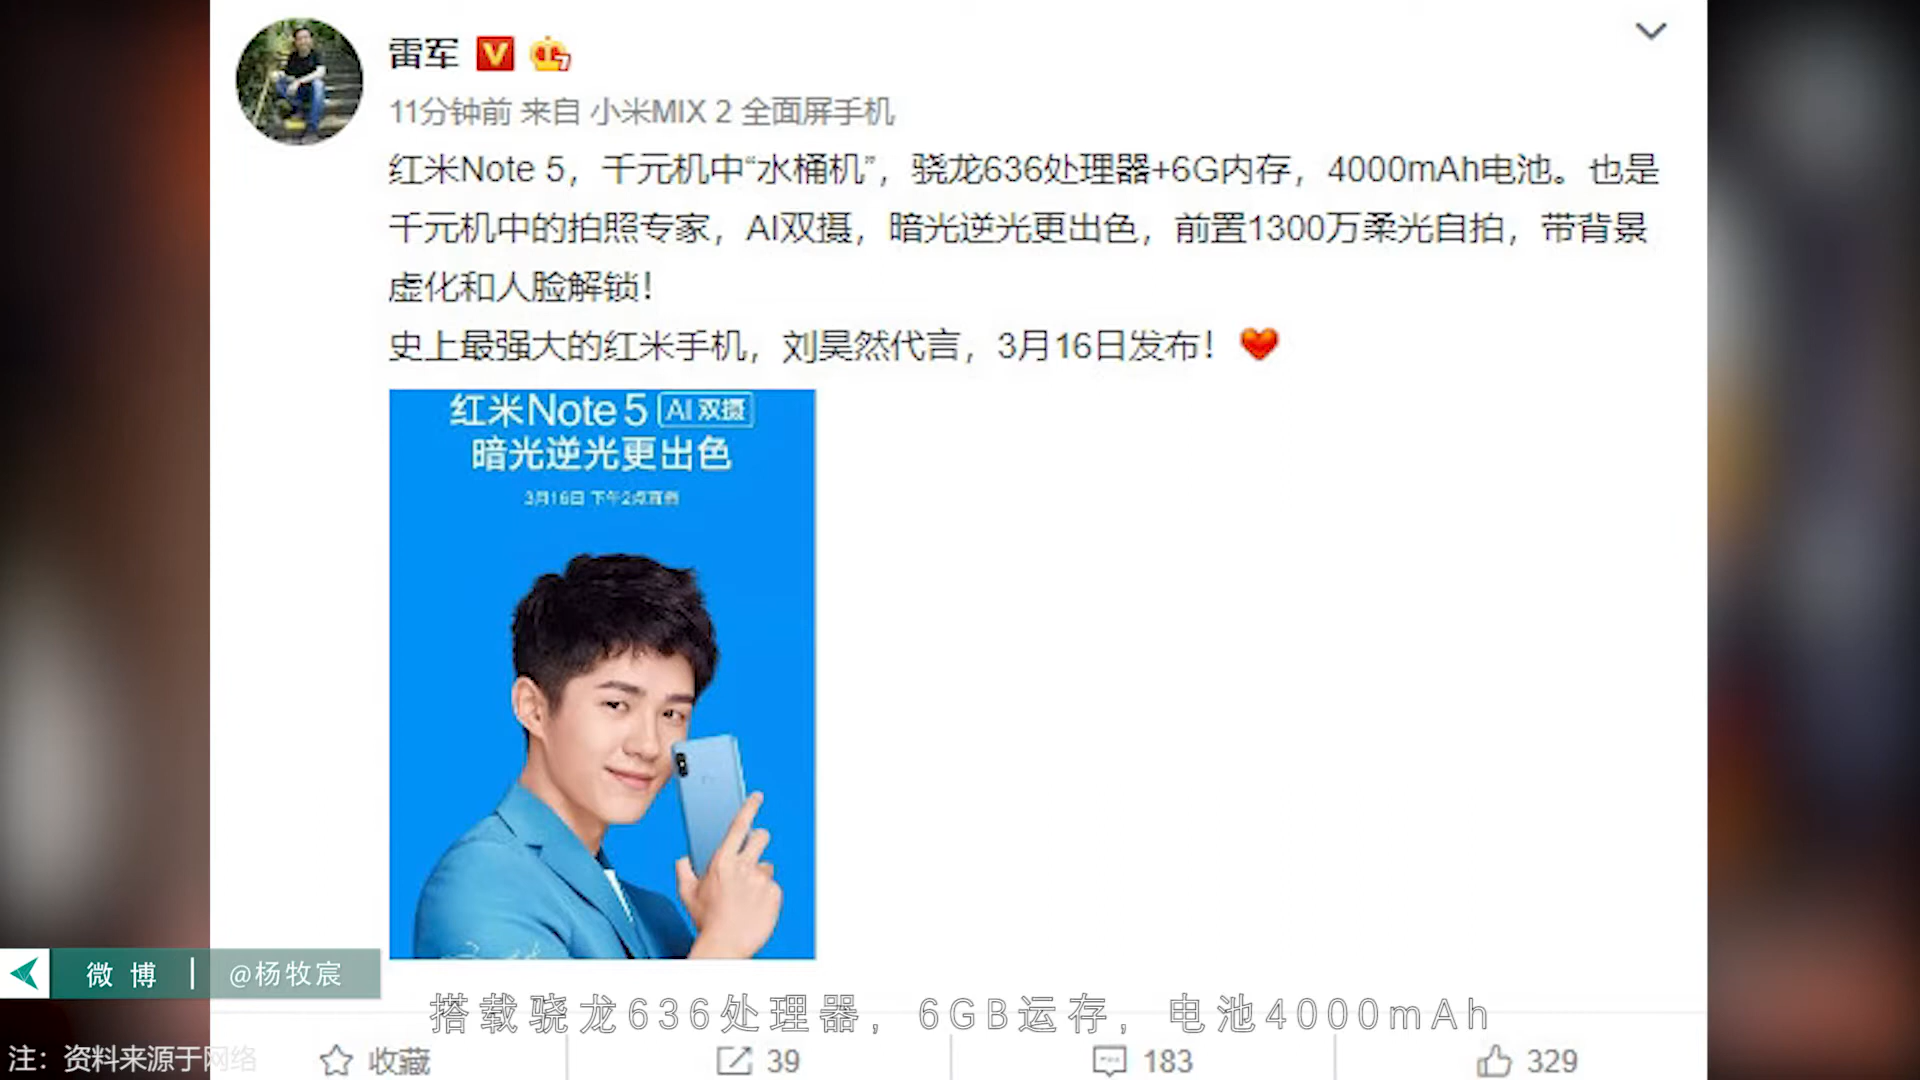 雷军
11分钟前 来自 小米MIX 2 全面屏手机
红米Note 5，千元机中“水桶机”，骁龙636处理器+6G内存，4000mAh电池。也是
千元机中的拍照专家，AI双摄，暗光逆光更出色，前置1300万柔光自拍，带背景
虚化和人脸解锁！
史上最强大的红米手机，刘昊然代言，3月16日发布！
红米Note 5 AI 双摄
暗光逆光更出色
3月16日 下午2点直播
微博 | @杨牧宸
搭载骁龙636处理器，6GB运存，电池4000mAh
注：资料来源于网络
收藏 39 183 329